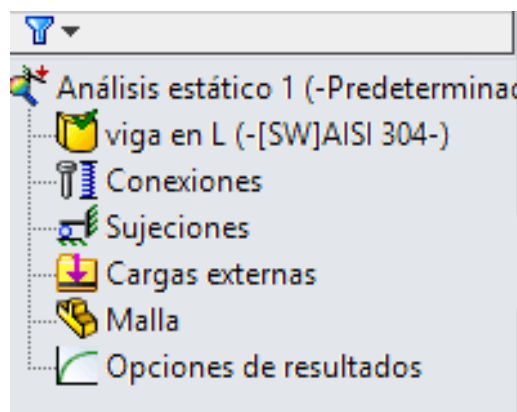 Análisis estático 1 (-Predeterminad
viga en L (-[SW]AISI 304-)
Conexiones
Sujeciones
Cargas externas
Malla
Opciones de resultados